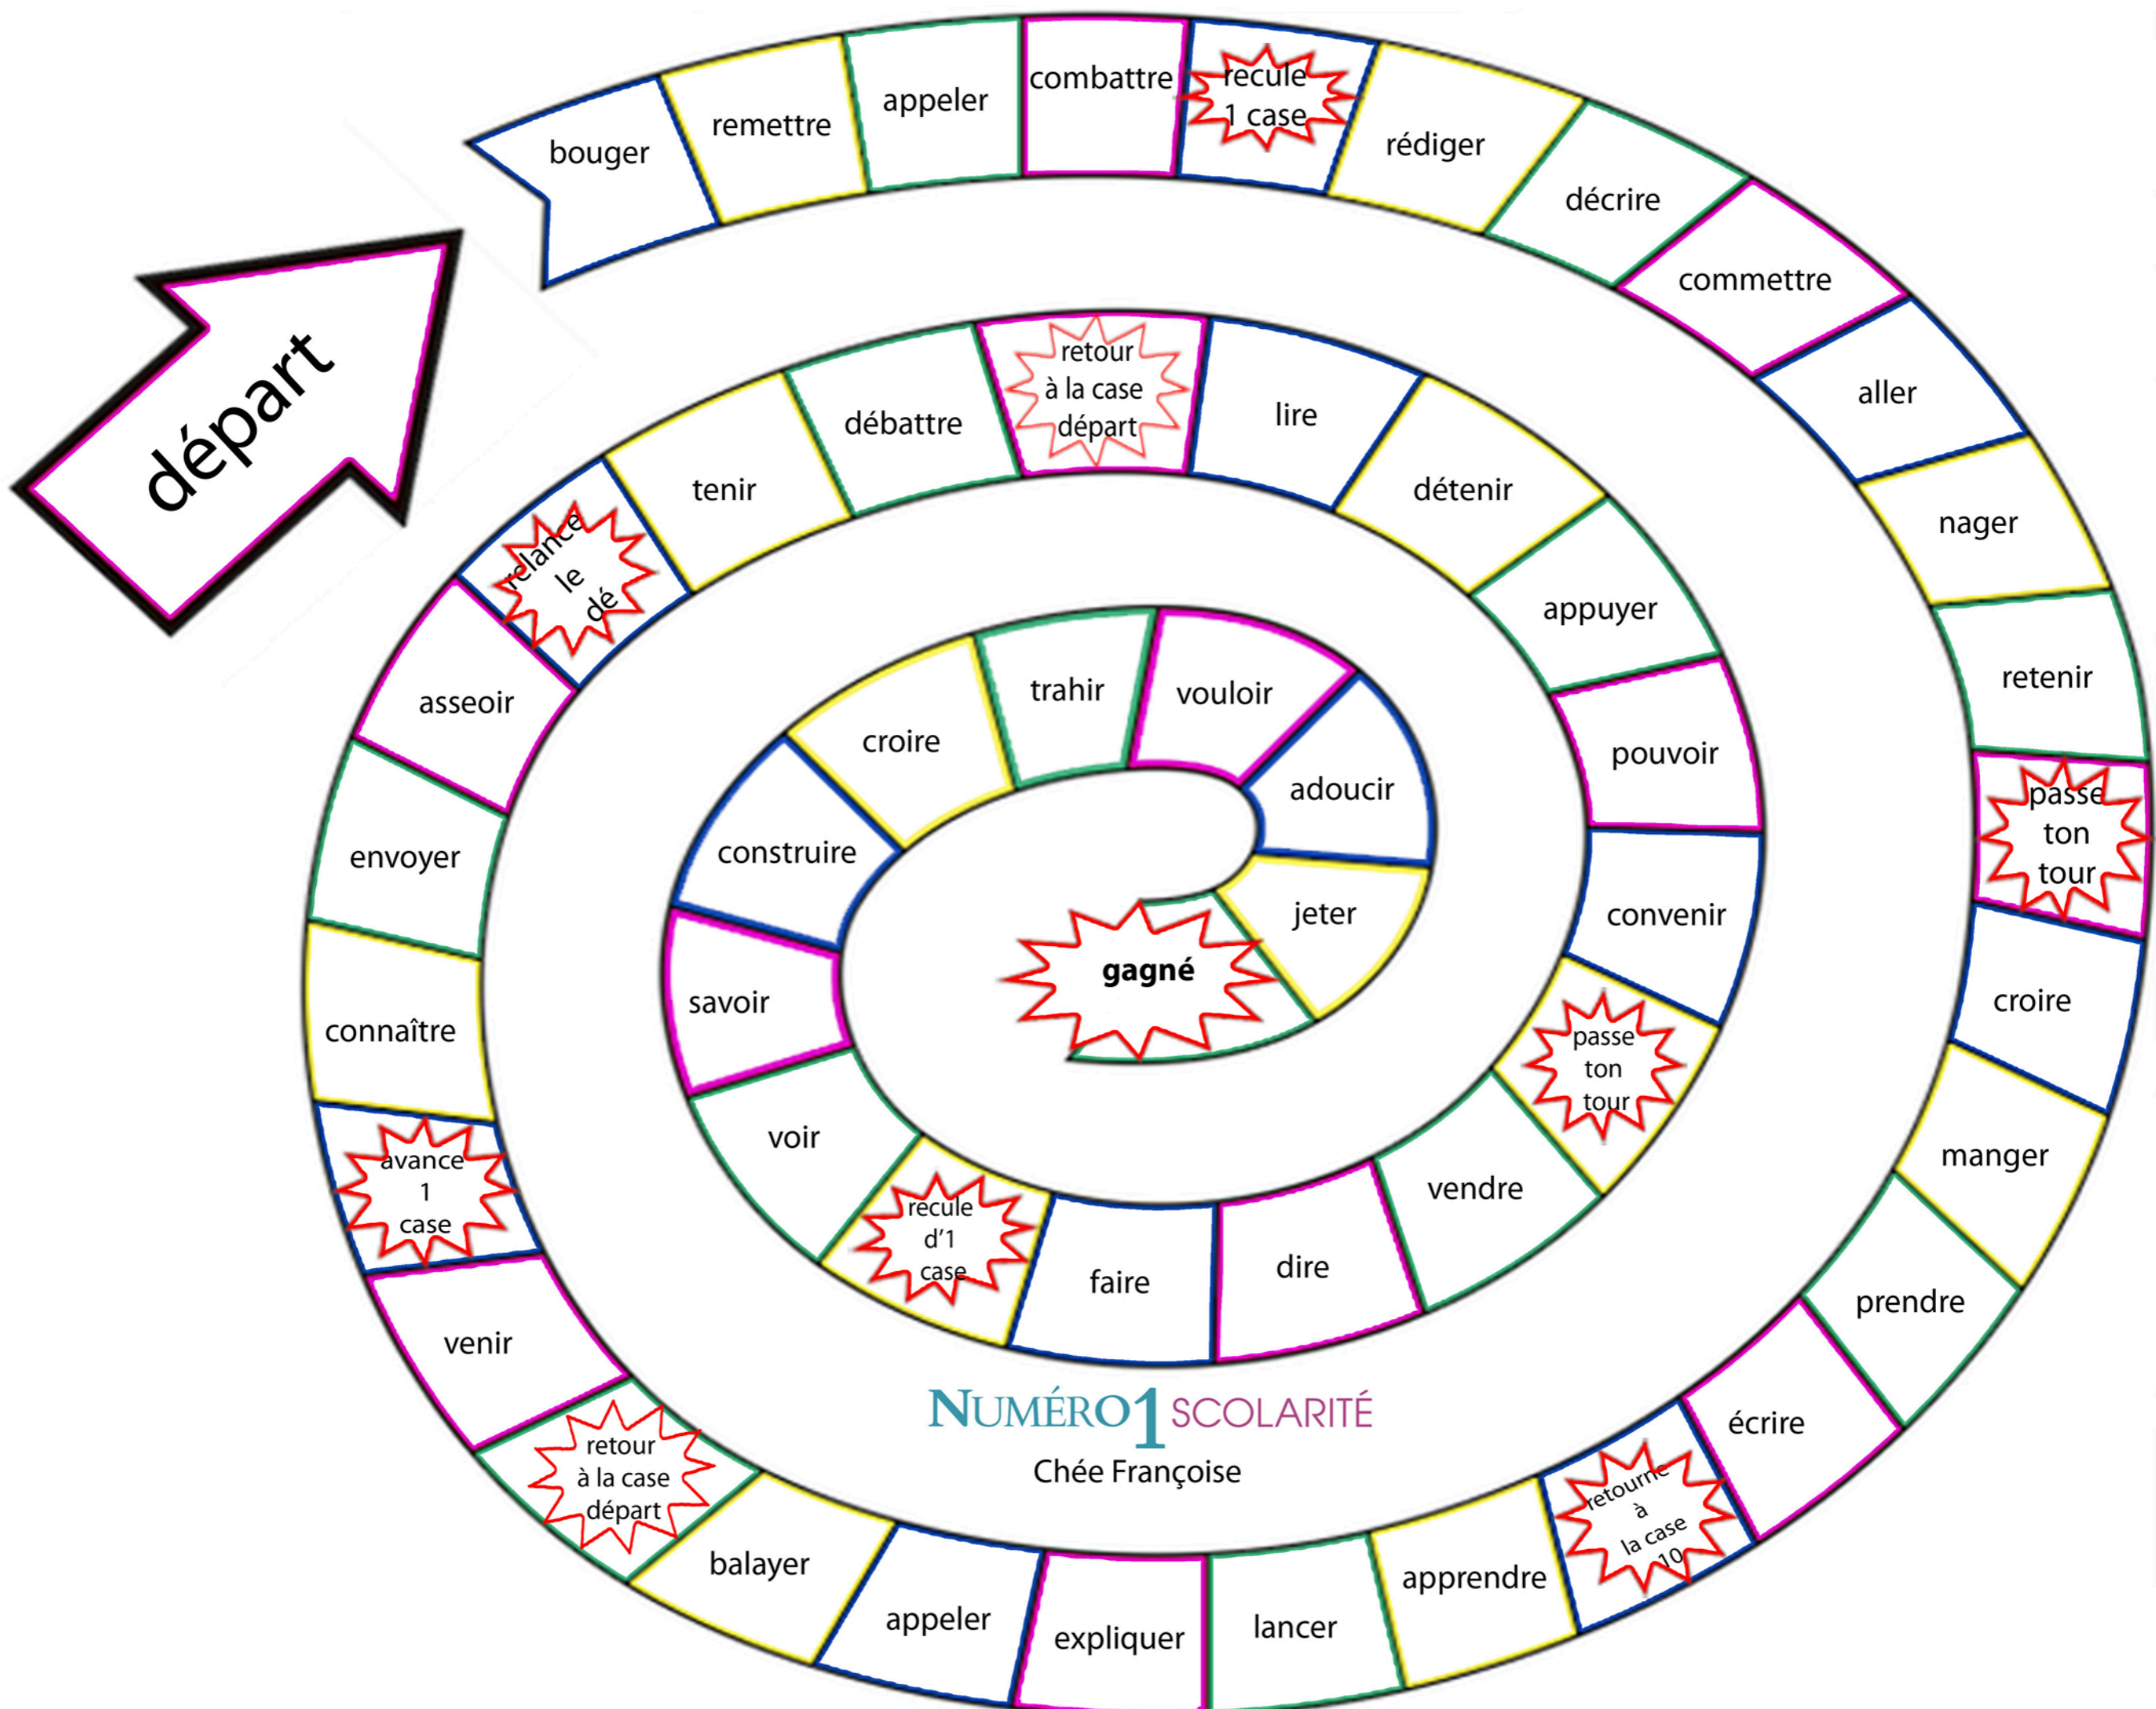 départ
bouger
remettre
appeler
combattre
recule
1 case
rédiger
décrire
commettre
aller
nager
retenir
passe
ton
tour
croire
manger
prendre
écrire
retourne
à
la case
10
apprendre
lancer
expliquer
appeler
balayer
retour
à la case
départ
venir
avance
1
case
connaître
envoyer
asseoir
relance
le
dé
tenir
débattre
retour
à la case
départ
lire
détenir
appuyer
pouvoir
convenir
passe
ton
tour
vendre
dire
faire
recule
d'1
case
voir
savoir
construire
croire
trahir
vouloir
adoucir
jeter
gagné
NUMÉRO1 SCOLARITÉ
Chée Françoise